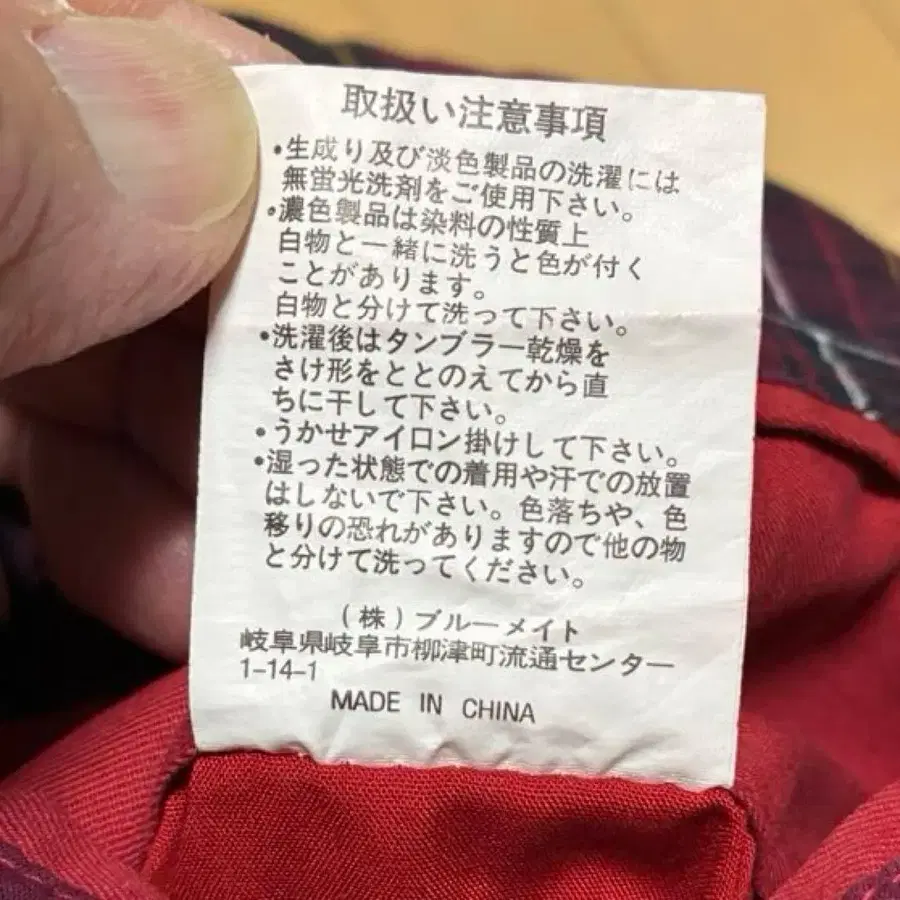 取扱い注意事項
•生成り及び淡色製品の洗濯には
無蛍光洗剤をご使用下さい。
•濃色製品は染料の性質上
白物と一緒に洗うと色が付く
ことがあります。
白物と分けて洗って下さい。
•洗濯後はタンブラー乾燥を
さけ形をととのえてから直
ちに干して下さい。
•うかせアイロン掛けして下さい。
•湿った状態での着用や汗での放置
はしないで下さい。色落ちや、色
移りの恐れがありますので他の物
と分けて洗ってください。
(株)ブルーメイト
岐阜県岐阜市柳津町流通センター
1-14-1
MADE IN CHINA